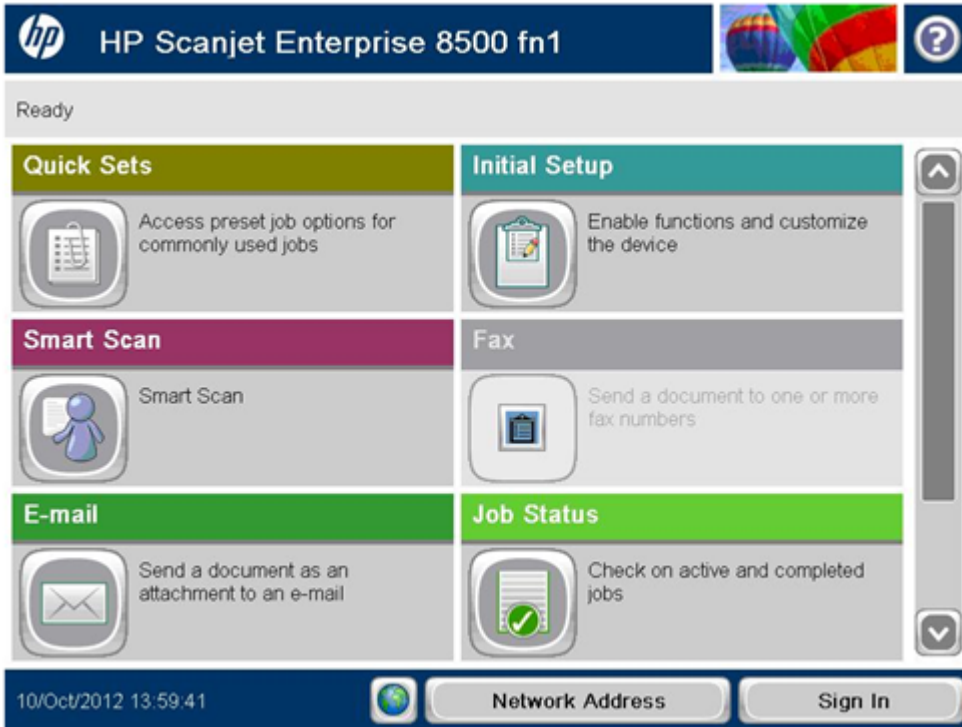 hp HP Scanjet Enterprise 8500 fn1 ?
Ready
Quick Sets
Access preset job options for
commonly used jobs
Initial Setup
Enable functions and customize
the device
Smart Scan
Smart Scan
Fax
Send a document to one or more
fax numbers
E-mail
Send a document as an
attachment to an e-mail
Job Status
Check on active and completed
jobs
10/Oct/2012 13:59:41
Network Address
Sign In